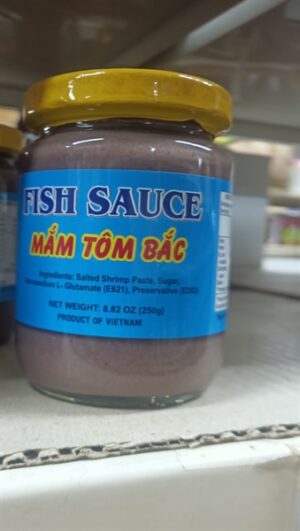 FISH SAUCE
MẮM TÔM BẮC
Ingredients: Salted Shrimp Paste, Sugar,
Monosodium L- Glutamate (E621), Preservative (E202)
NET WEIGHT: 8.82 OZ (250g)
PRODUCT OF VIETNAM